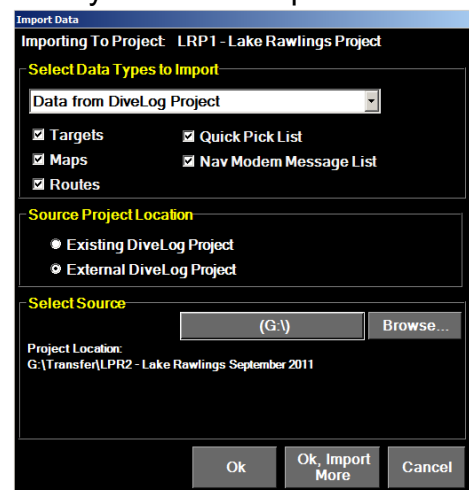 Import Data
Importing To Project: LRP1 - Lake Rawlings Project
Select Data Types to Import
Data from DiveLog Project
Targets
Quick Pick List
Maps
Nav Modem Message List
Routes
Source Project Location
Existing DiveLog Project
External DiveLog Project
Select Source
(G:\)
Browse...
Project Location:
G:\Transfer\LPR2 - Lake Rawlings September 2011
Ok
Ok, Import
More
Cancel